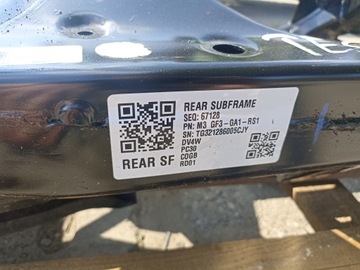 REAR SUBFRAME
SEQ: 67128
PN: M3 GF3-GA1-RS1
SN: TG321286005CJY
DV4W
PC30
CDGB
RD01
REAR SF